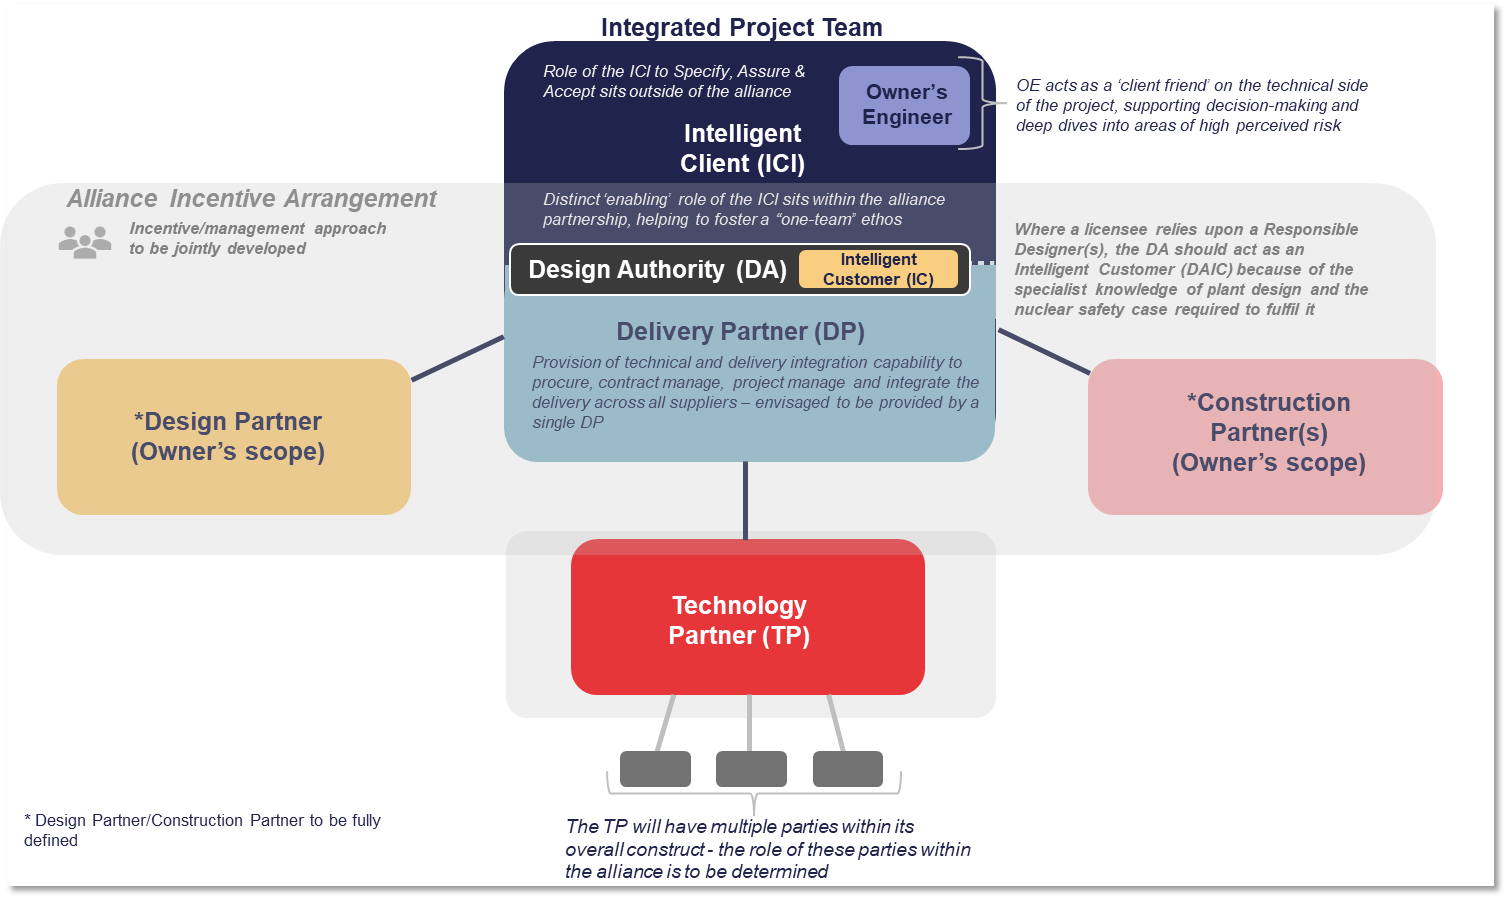 Integrated Project Team
Role of the ICl to Specify, Assure &
Accept sits outside of the alliance
Owner’s
Engineer
OE acts as a ‘client friend’ on the technical side
of the project, supporting decision-making and
deep dives into areas of high perceived risk
Intelligent
Client (ICl)
Alliance Incentive Arrangement
Incentive/management approach
to be jointly developed
Distinct ‘enabling’ role of the ICl sits within the alliance
partnership, helping to foster a “one-team” ethos
Where a licensee relies upon a Responsible
Designer(s), the DA should act as an
Intelligent Customer (DAIC) because of the
specialist knowledge of plant design and the
nuclear safety case required to fulfil it
Design Authority (DA)
Intelligent
Customer (IC)
Delivery Partner (DP)
Provision of technical and delivery integration capability to
procure, contract manage, project manage and integrate the
delivery across all suppliers – envisaged to be provided by a
single DP
*Design Partner
(Owner’s scope)
*Construction
Partner(s)
(Owner’s scope)
Technology
Partner (TP)
* Design Partner/Construction Partner to be fully
defined
The TP will have multiple parties within its
overall construct - the role of these parties within
the alliance is to be determined